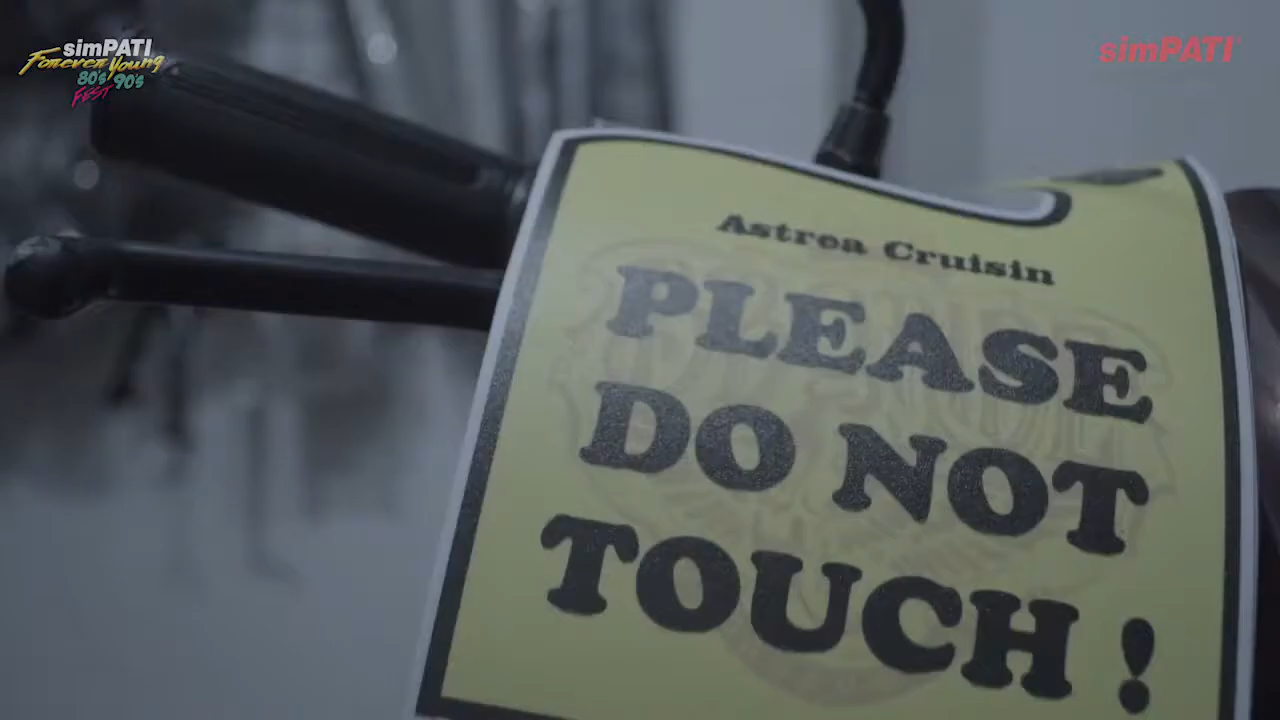 simPATI
Forever Young
80's 90's
FEST
simPATI
Astrea Cruisin
PLEASE
DO NOT
TOUCH !